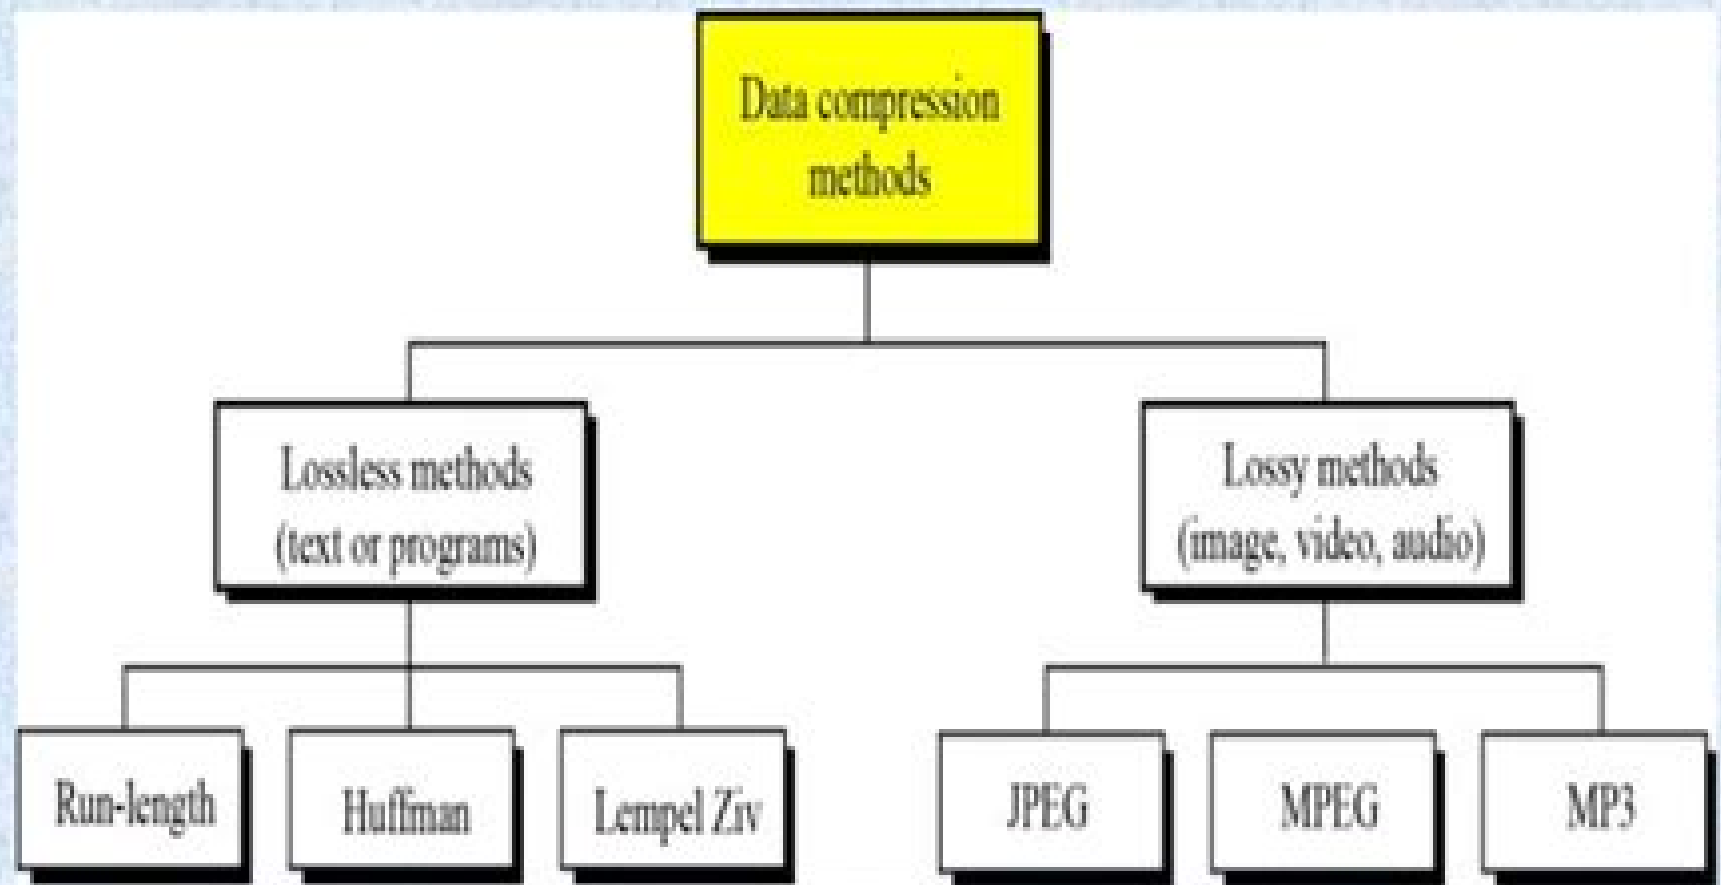 Data compression
methods
Lossless methods
(text or programs)
Lossy methods
(image, video, audio)
Run-length
Huffman
Lempel Ziv
JPEG
MPEG
MP3